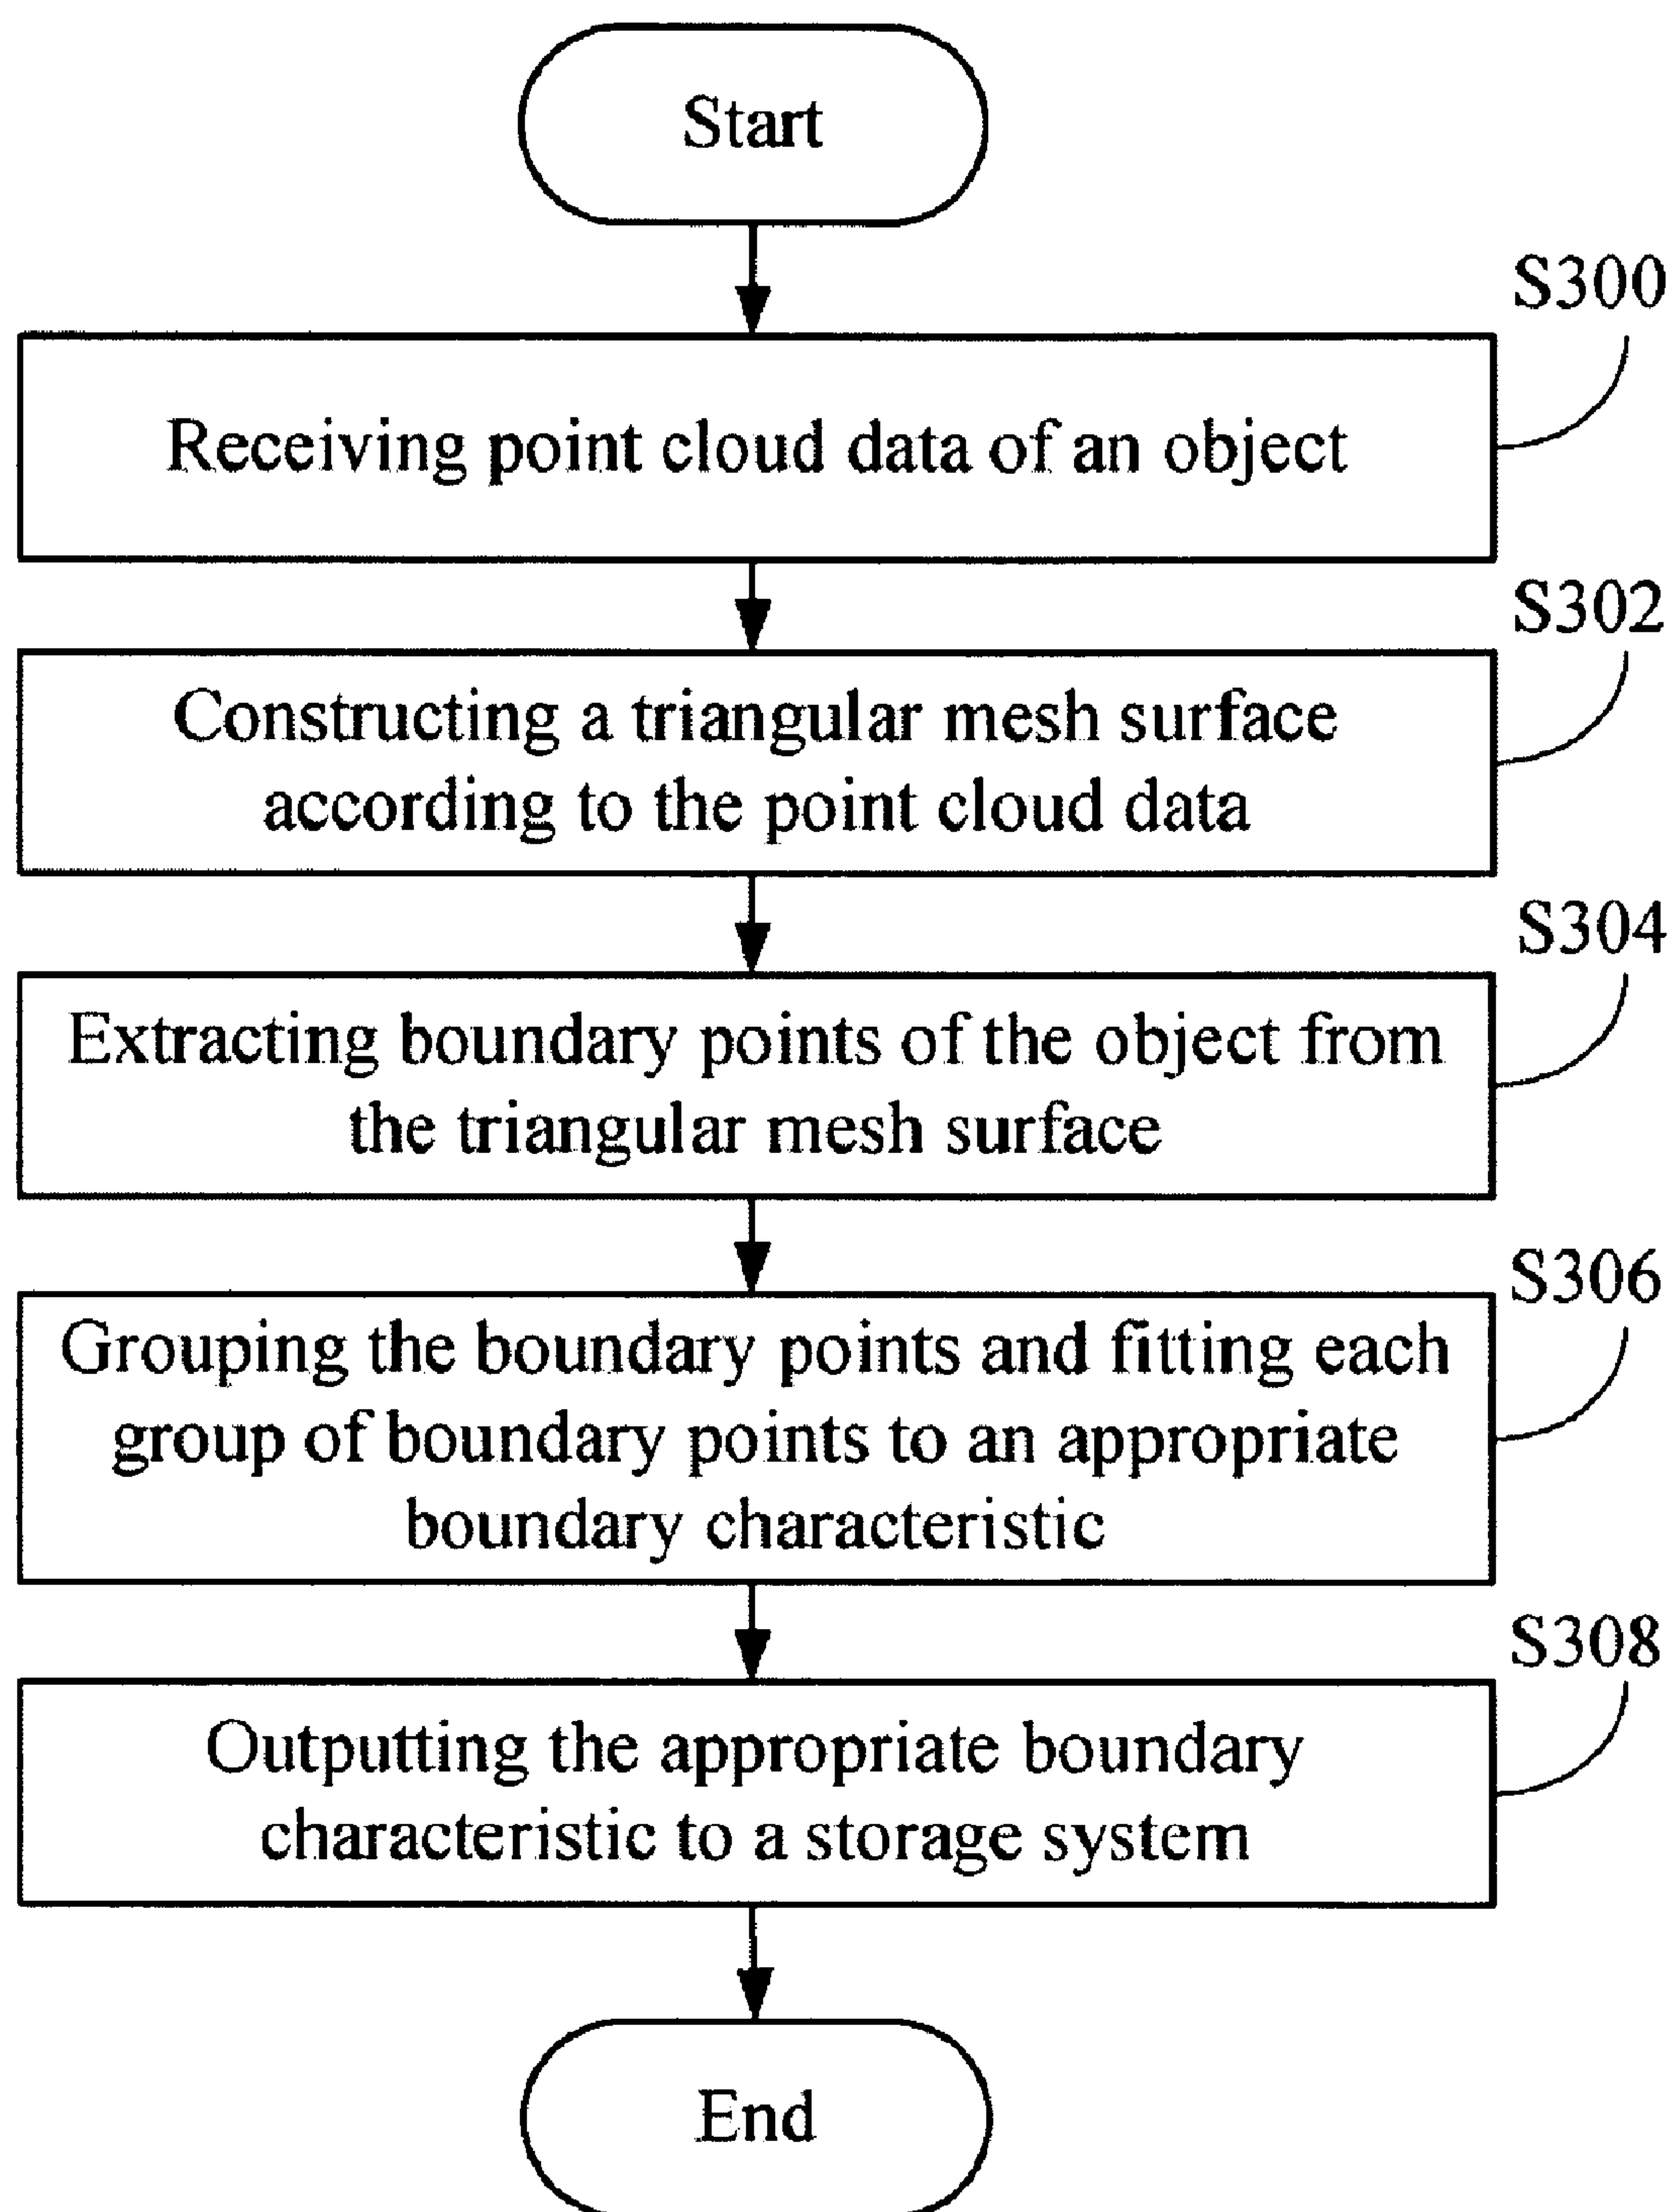 Start
S300
Receiving point cloud data of an object
S302
Constructing a triangular mesh surface
according to the point cloud data
S304
Extracting boundary points of the object from
the triangular mesh surface
S306
Grouping the boundary points and fitting each
group of boundary points to an appropriate
boundary characteristic
S308
Outputting the appropriate boundary
characteristic to a storage system
End